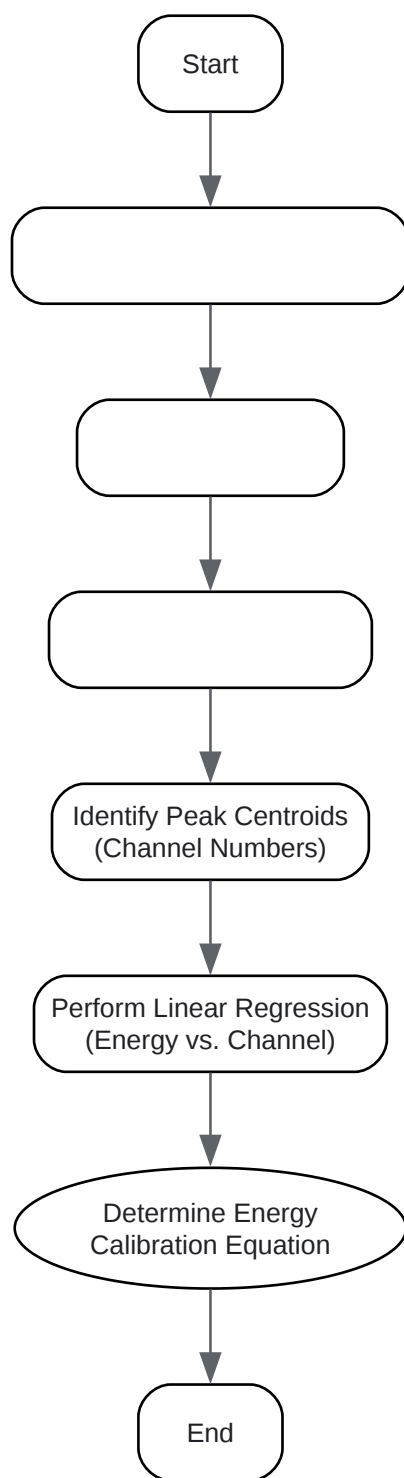 Start
Identify Peak Centroids
(Channel Numbers)
Perform Linear Regression
(Energy vs. Channel)
Determine Energy
Calibration Equation
End